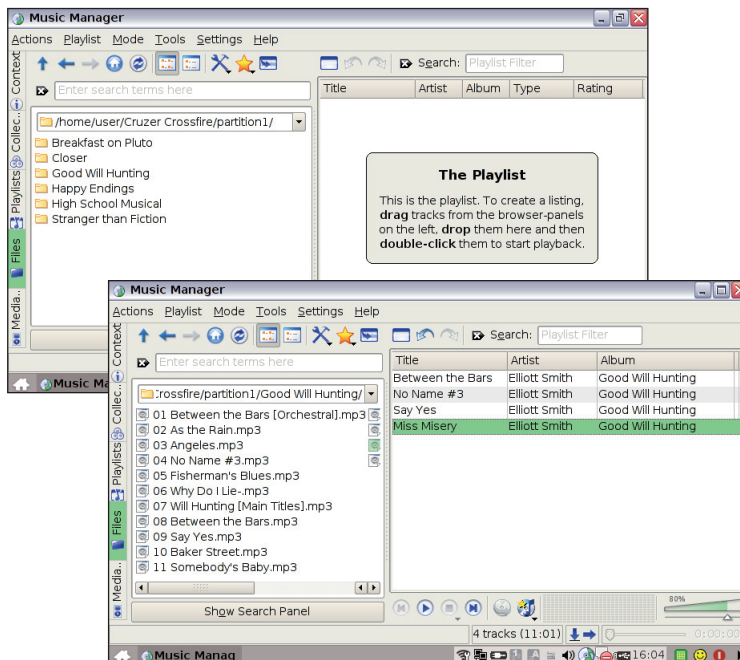 Music Manager
Actions Playlist Mode Tools Settings Help
Search: Playlist Filter
Enter search terms here
Title Artist Album Type Rating
/home/user/Cruzer Crossfire/partition1/
Breakfast on Pluto
Closer
Good Will Hunting
Happy Endings
High School Musical
Stranger than Fiction
The Playlist
This is the playlist. To create a listing,
drag tracks from the browser-panels
on the left, drop them here and then
double-click them to start playback.
Context
Collec..
Playlists
Files
Media..
Music Ma
Music Manager
Actions Playlist Mode Tools Settings Help
Search: Playlist Filter
Enter search terms here
Title Artist Album
Crossfire/partition1/Good Will Hunting/
Between the Bars Elliott Smith Good Will Hunting
No Name #3 Elliott Smith Good Will Hunting
Say Yes Elliott Smith Good Will Hunting
Miss Misery Elliott Smith Good Will Hunting
01 Between the Bars [Orchestral].mp3
02 As the Rain.mp3
03 Angeles.mp3
04 No Name #3.mp3
05 Fisherman's Blues.mp3
06 Why Do I Lie-.mp3
07 Will Hunting [Main Titles].mp3
08 Between the Bars.mp3
09 Say Yes.mp3
10 Baker Street.mp3
11 Somebody's Baby.mp3
Context
Collec..
Playlists
Files
Media..
Show Search Panel
80%
4 tracks (11:01)
0:00:00
Music Manag
16:04